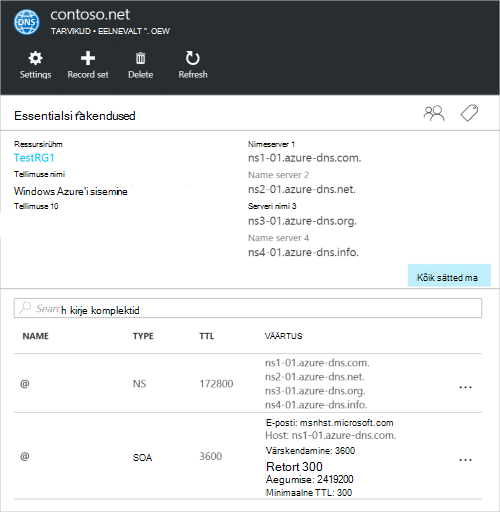 DNS
contoso.net
TARVIKUD • EELNEVALT ". OEW
Settings
Record set
Delete
Refresh
Essentialsi rakendused
Ressursirühm
TestRG1
Tellimuse nimi
Windows Azure'i sisemine
Tellimuse 10
Nimeserver 1
ns1-01.azure-dns.com.
Name server 2
ns2-01.azure-dns.net.
Serveri nimi 3
ns3-01.azure-dns.org.
Name server 4
ns4-01.azure-dns.info.
Kõik sätted ma
Search kirje komplektid
NAME TYPE TTL VÄÄRTUS
@ NS 172800
ns1-01.azure-dns.com.
ns2-01.azure-dns.net.
ns3-01.azure-dns.org.
ns4-01.azure-dns.info.
...
@ SOA 3600
E-posti: msnhst.microsoft.com
Host: ns1-01.azure-dns.com.
Värskendamine: 3600
Retort 300
Aegumise: 2419200
Minimaalne TTL: 300
...